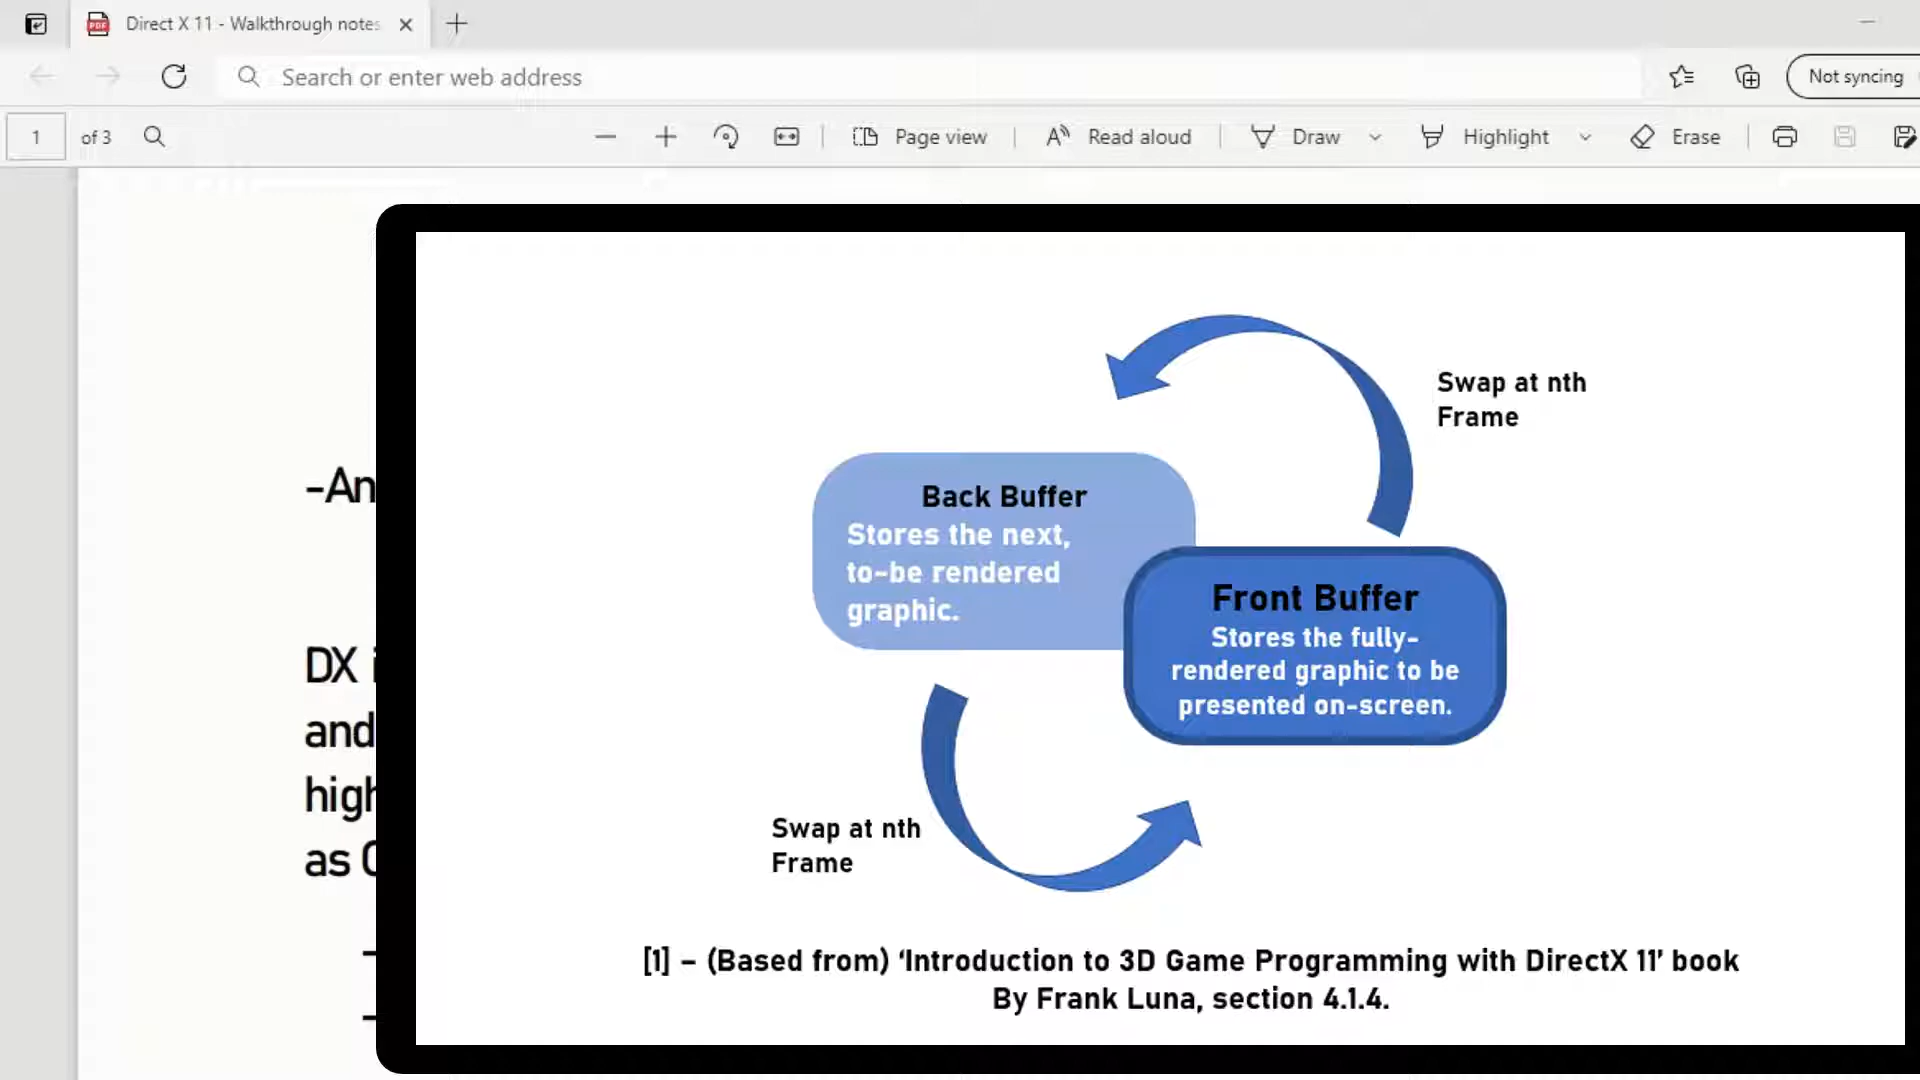 Direct X 11 - Walkthrough notes
Search or enter web address
Not syncing
1
of 3
Page view
Read aloud
Draw
Highlight
Erase
-An
DX i
and
high
as
-
-
Swap at nth
Frame
Back Buffer
Stores the next,
to-be rendered
graphic.
Front Buffer
Stores the fully-
rendered graphic to be
presented on-screen.
Swap at nth
Frame
[1] – (Based from) ‘Introduction to 3D Game Programming with DirectX 11’ book
By Frank Luna, section 4.1.4.